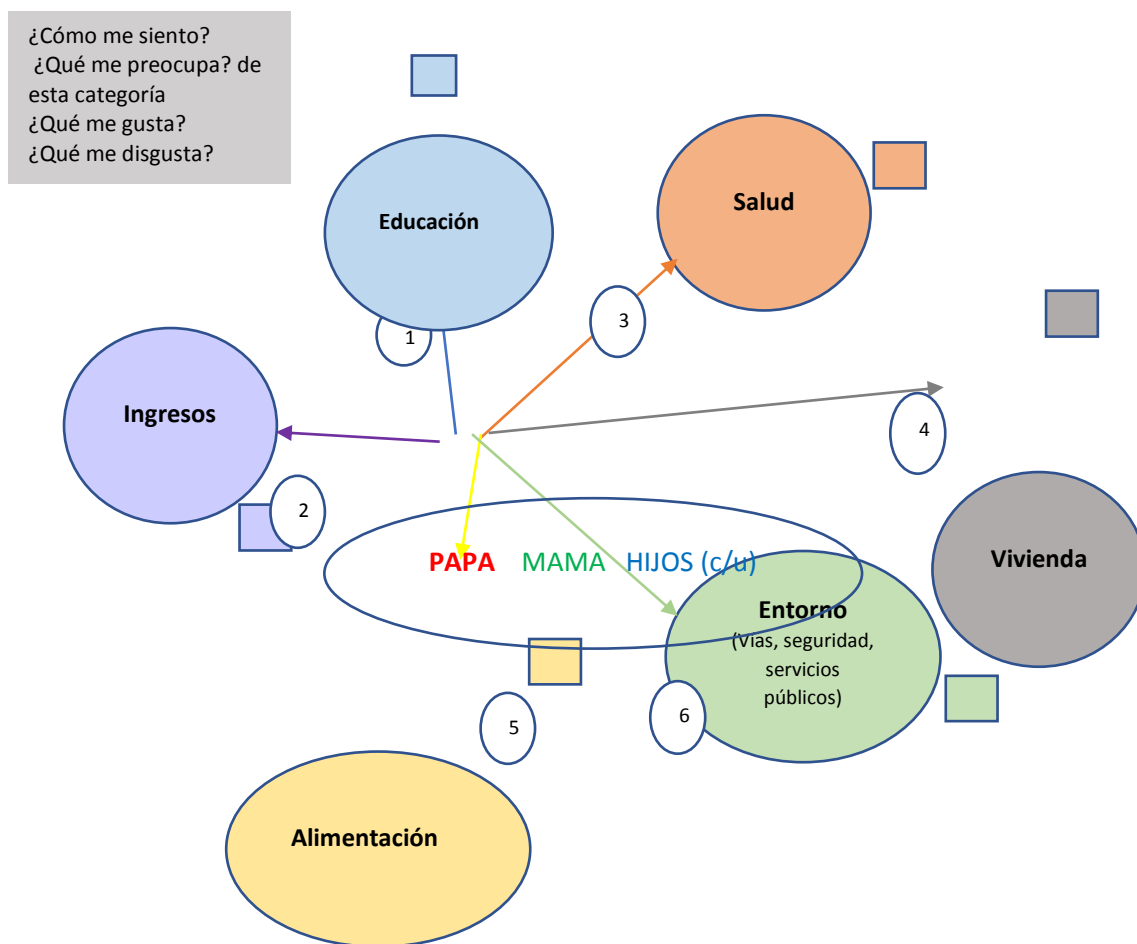 ¿Cómo me siento?
¿Qué me preocupa? de
esta categoría
¿Qué me gusta?
¿Qué me disgusta?
Educación
Salud
1
3
Ingresos
4
2
PAPA MAMA HIJOS (c/u)
Vivienda
Entorno
(Vías, seguridad,
servicios
públicos)
5
6
Alimentación